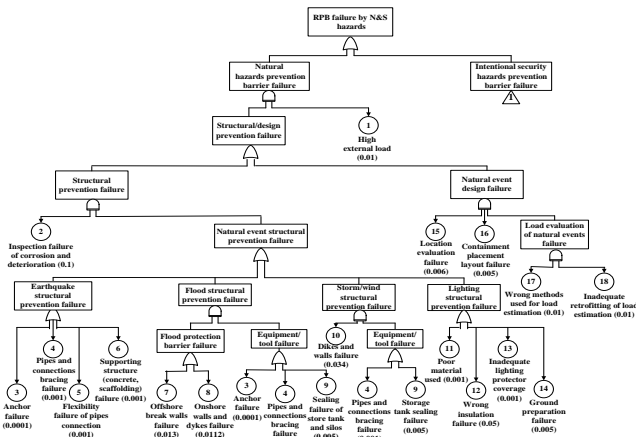 RPB failure by N&S
hazards
Natural
hazards prevention
barrier failure
Intentional security
hazards prevention
barrier failure
1
Structural/design
prevention failure
1
High
external load
(0.01)
Structural
prevention failure
Natural event
design failure
2
Inspection failure
of corrosion and
deterioration (0.1)
Natural event structural
prevention failure
15
Location
evaluation
failure
(0.006)
16
Containment
placement
layout failure
(0.005)
Load evaluation
of natural events
failure
17
Wrong methods
used for load
estimation (0.01)
18
Inadequate
retrofitting of load
estimation (0.01)
Earthquake
structural
prevention failure
Flood structural
prevention failure
Storm/wind
structural
prevention failure
Lighting
structural
prevention failure
3
Anchor
failure
(0.0001)
4
Pipes and
connections
bracing
failure
(0.001)
5
Flexibility
failure of pipes
connection
(0.001)
6
Supporting
structure
(concrete,
scaffolding)
failure (0.001)
Flood protection
barrier failure
Equipment/
tool failure
7
Offshore
break walls
failure
(0.013)
8
Onshore
walls and
dykes failure
(0.0112)
3
Anchor
failure
(0.0001)
4
Pipes and
connections
bracing
failure
9
Sealing
failure of
store tank
and silos
10
Dikes and
walls failure
(0.034)
Equipment/
tool failure
4
Pipes and
connections
bracing
failure
9
Storage
tank sealing
failure
(0.005)
11
Poor
material
used (0.001)
12
Wrong
insulation
failure (0.05)
13
Inadequate
lighting
protector
coverage
(0.001)
14
Ground
preparation
failure
(0.005)